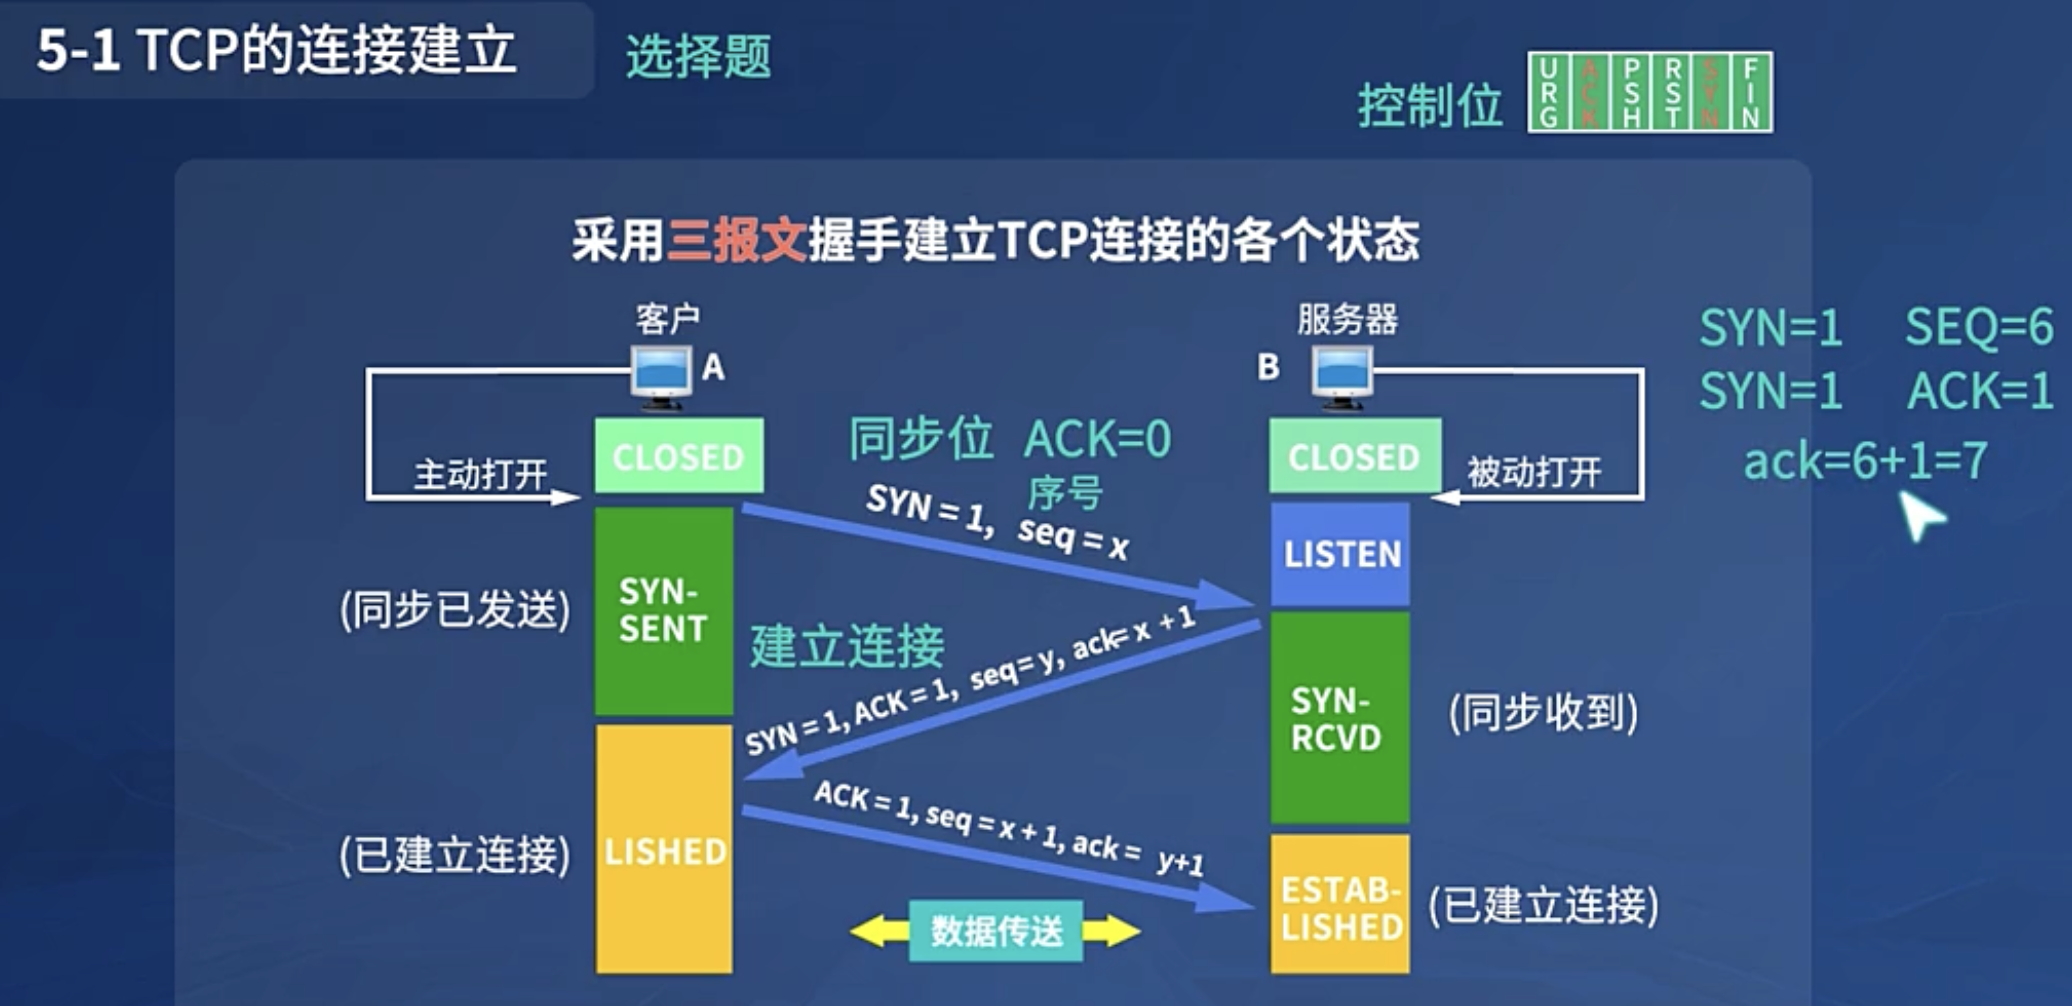 5-1 TCP的连接建立
选择题
控制位
URG ACK PSH RST SYN FIN
采用三报文握手建立TCP连接的各个状态
客户
服务器
A
B
SYN=1 SEQ=6
SYN=1 ACK=1
ack=6+1=7
CLOSED
同步位 ACK=0
CLOSED
主动打开
被动打开
序号
SYN = 1, seq = x
LISTEN
(同步已发送)
SYN-
SENT
建立连接
SYN = 1, ACK = 1, seq= y, ack= x + 1
SYN-
RCVD
(同步收到)
ACK = 1, seq = x + 1, ack = y+1
(已建立连接)
LISHED
ESTAB-
LISHED
(已建立连接)
数据传送